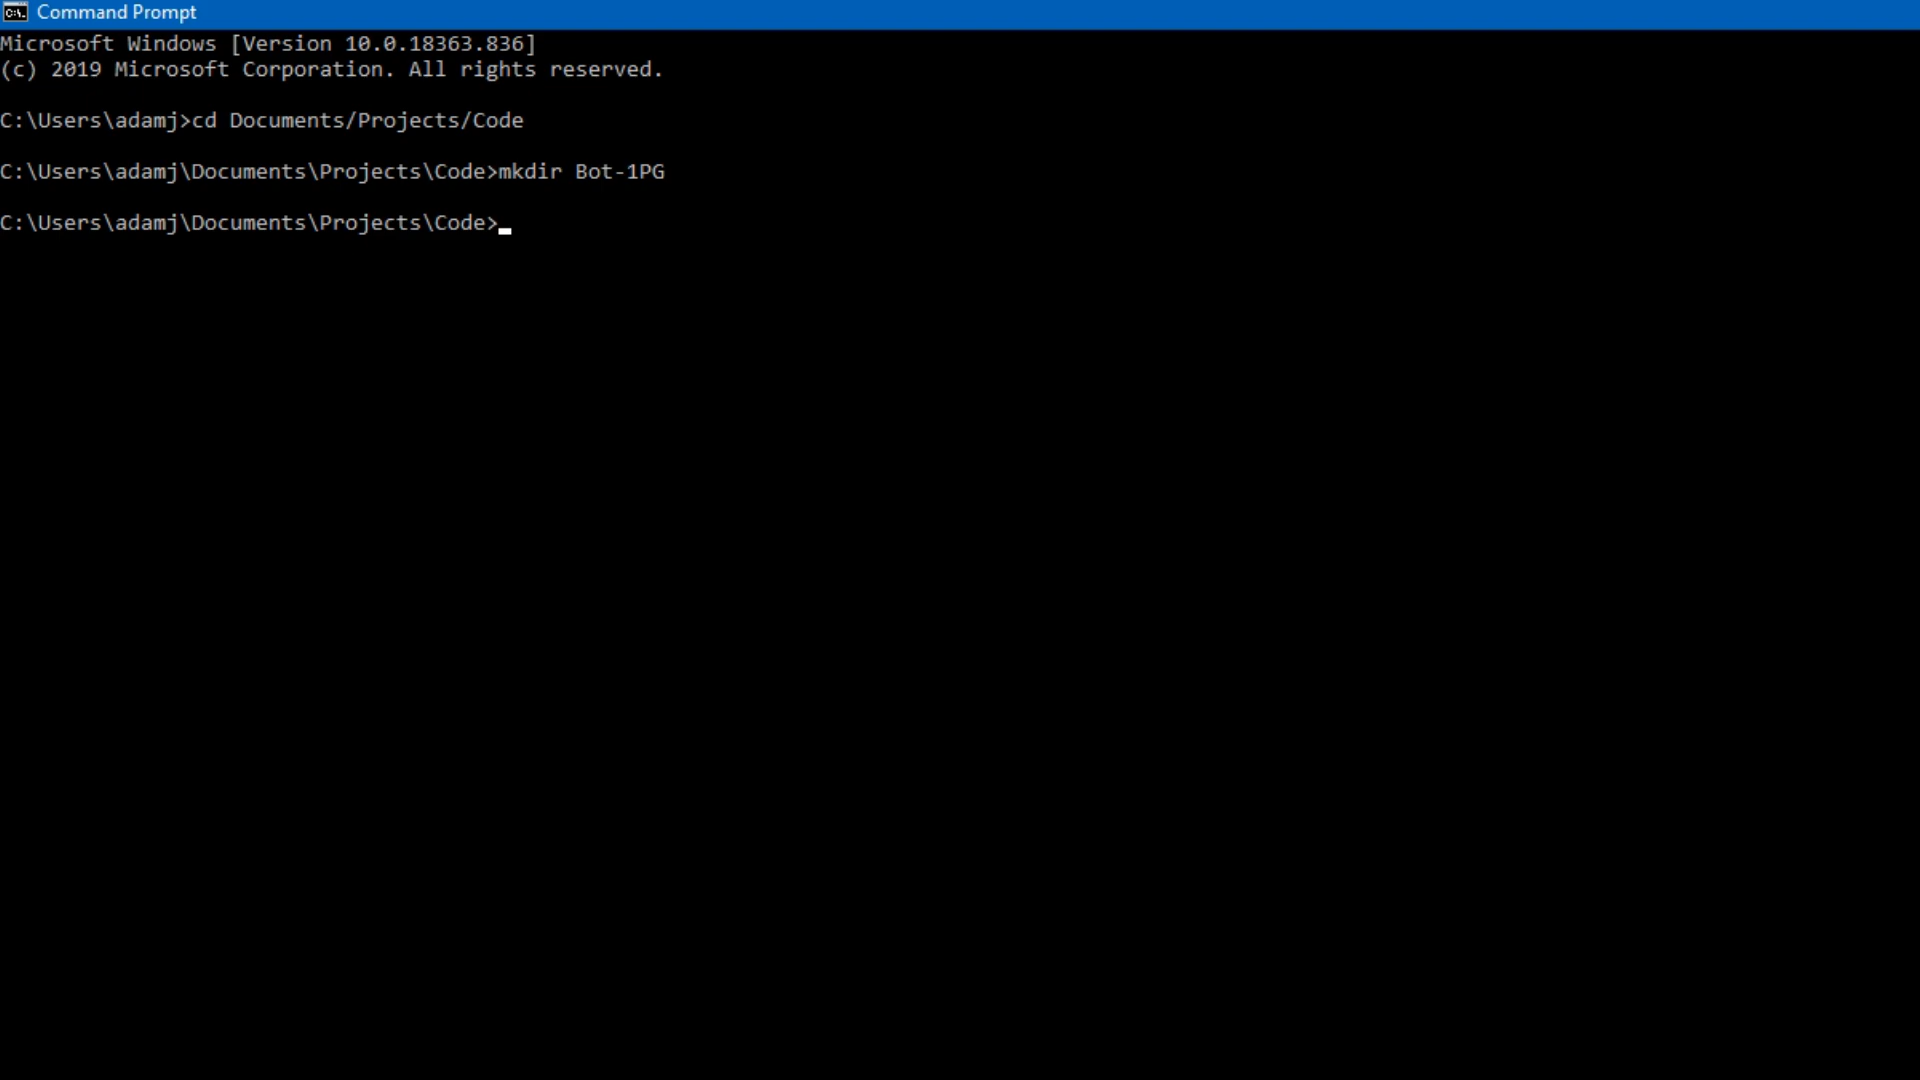 Command Prompt
Microsoft Windows [Version 10.0.18363.836]
(c) 2019 Microsoft Corporation. All rights reserved.
C:\Users\adamj>cd Documents/Projects/Code
C:\Users\adamj\Documents\Projects\Code>mkdir Bot-1PG
C:\Users\adamj\Documents\Projects\Code>